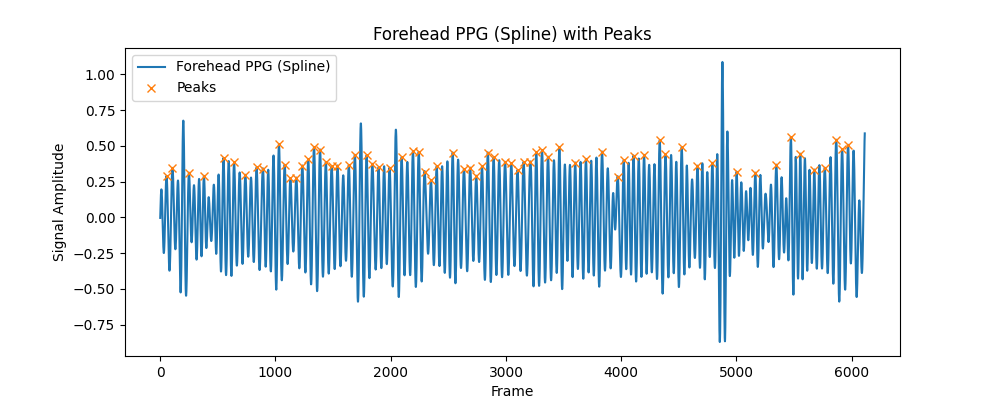 Forehead PPG (Spline) with Peaks
Forehead PPG (Spline)
Peaks
1.00
0.75
0.50
0.25
0.00
−0.25
−0.50
−0.75
Signal Amplitude
0 1000 2000 3000 4000 5000 6000
Frame